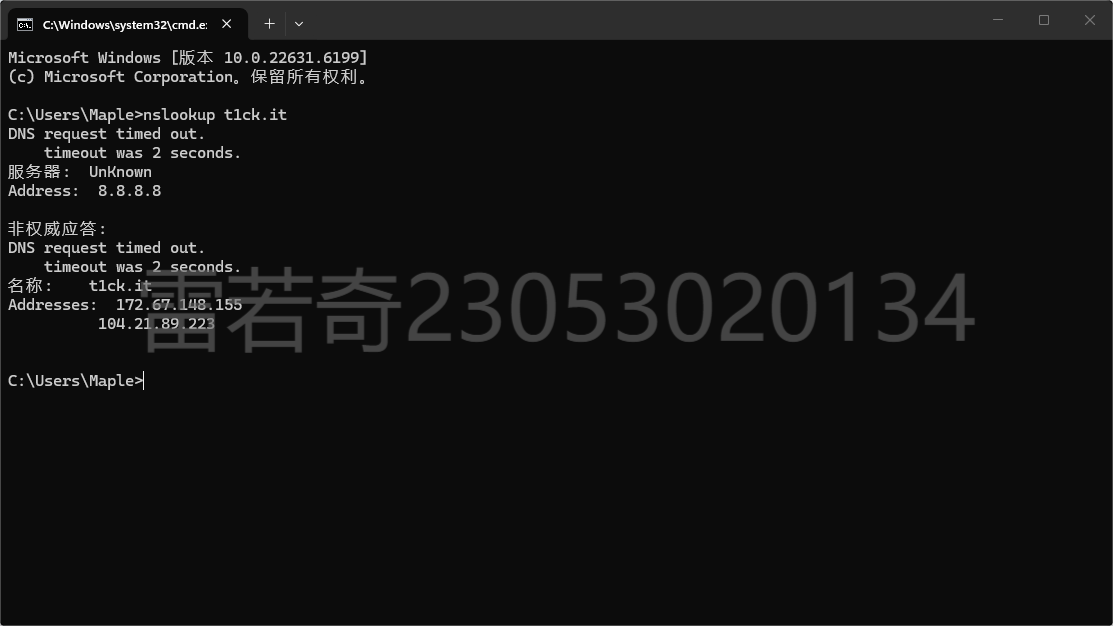 C:\Windows\system32\cmd.e
Microsoft Windows [版本 10.0.22631.6199]
(c) Microsoft Corporation。保留所有权利。
C:\Users\Maple>nslookup t1ck.it
DNS request timed out.
    timeout was 2 seconds.
服务器:  UnKnown
Address:  8.8.8.8
非权威应答:
DNS request timed out.
    timeout was 2 seconds.
名称:    t1ck.it
Addresses:  172.67.148.155
          104.21.89.223
雷若奇23053020134
C:\Users\Maple>